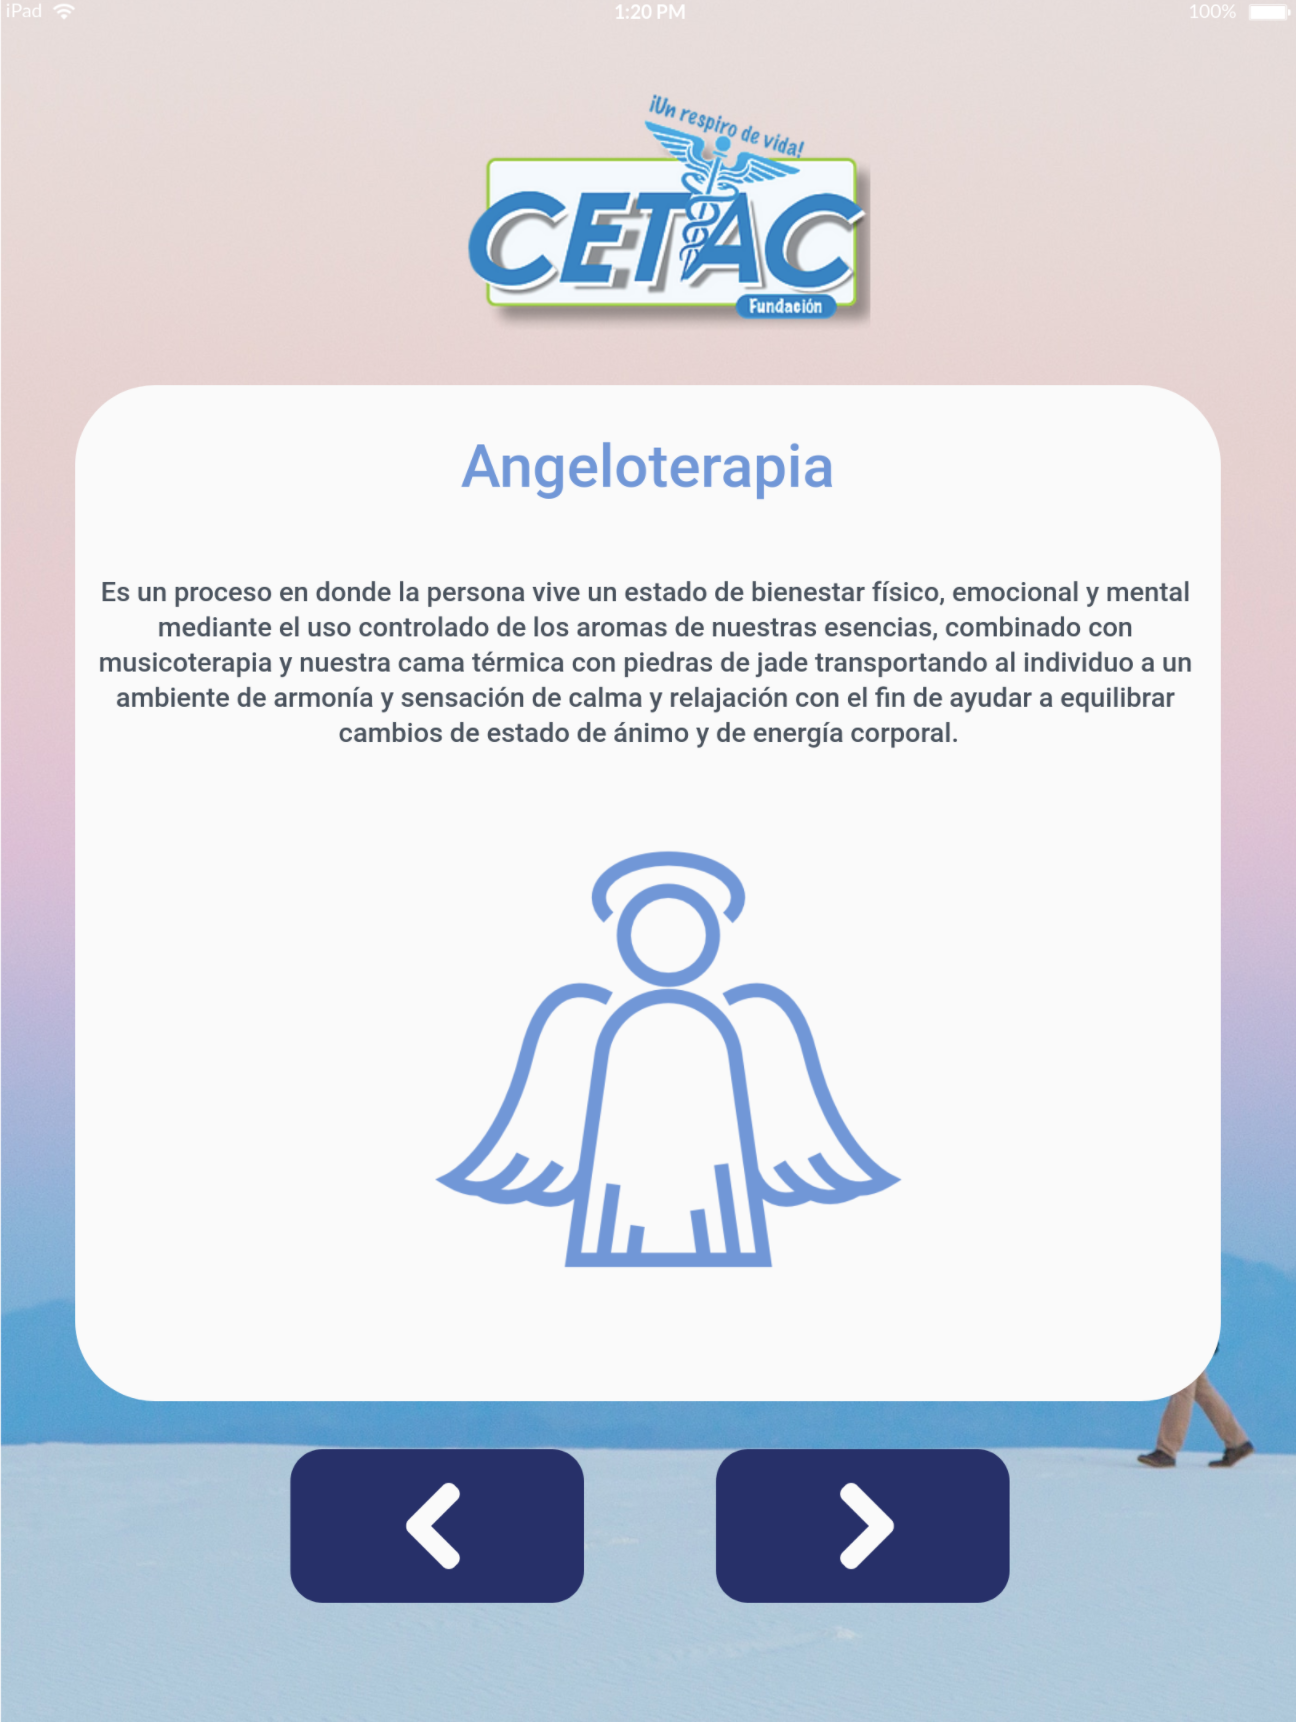 iPad 1:20 PM 100%
¡Un respiro de vida!
CETAC
Fundación
Angeloterapia
Es un proceso en donde la persona vive un estado de bienestar físico, emocional y mental
mediante el uso controlado de los aromas de nuestras esencias, combinado con
musicoterapia y nuestra cama térmica con piedras de jade transportando al individuo a un
ambiente de armonía y sensación de calma y relajación con el fin de ayudar a equilibrar
cambios de estado de ánimo y de energía corporal.